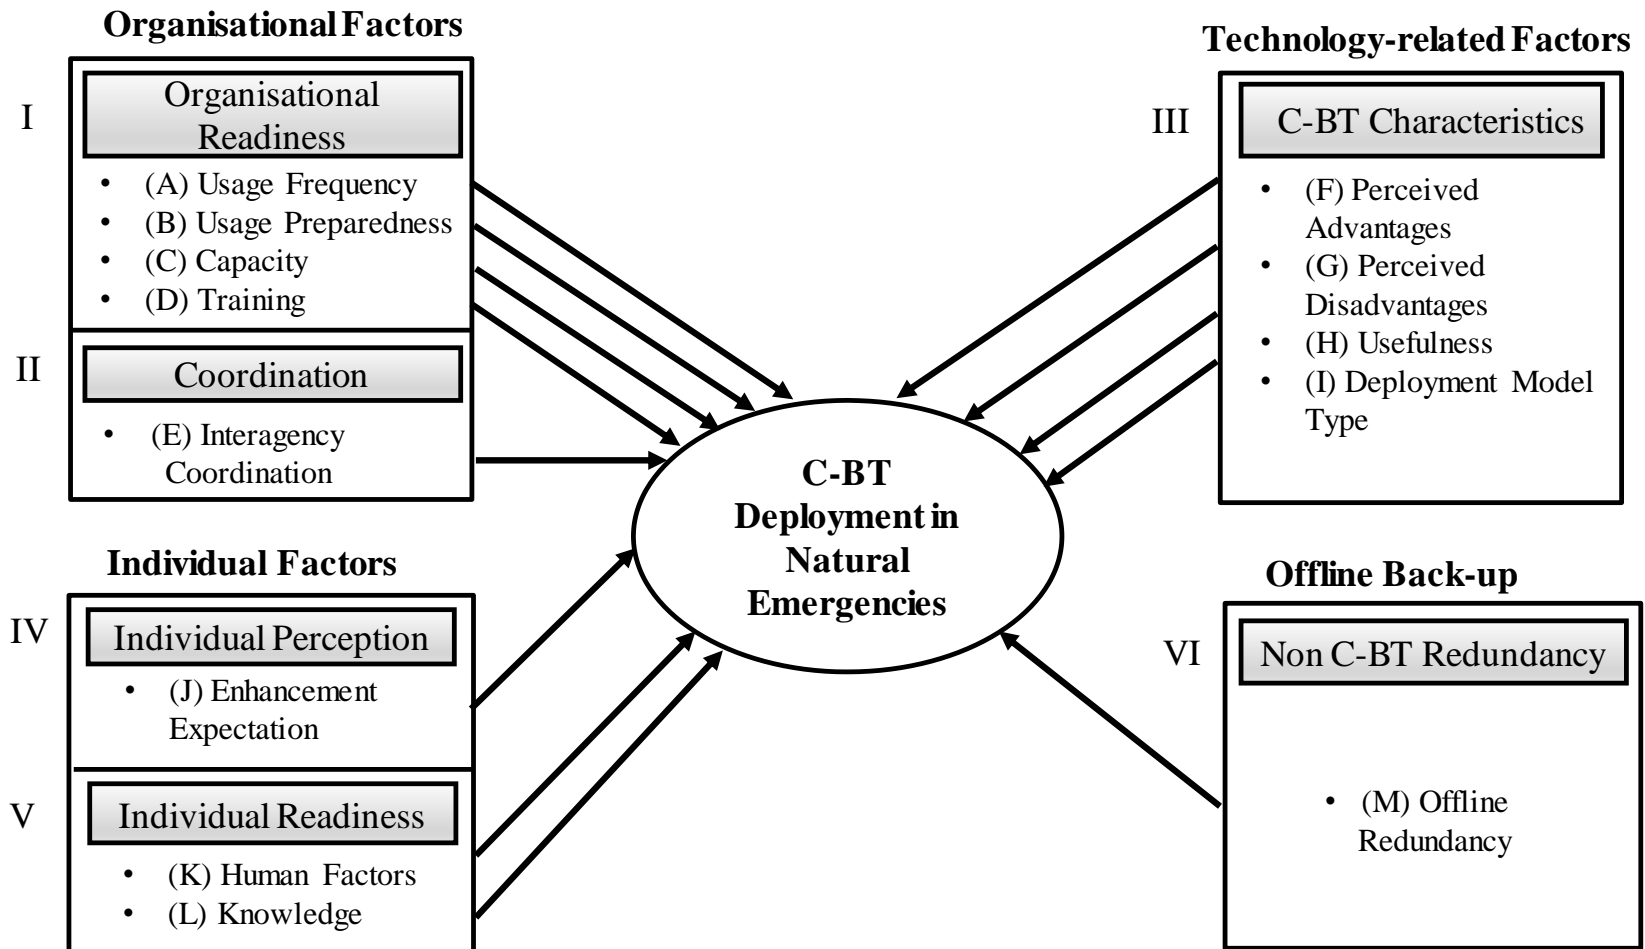 Organisational Factors
I
Organisational
Readiness
• (A) Usage Frequency
• (B) Usage Preparedness
• (C) Capacity
• (D) Training
II
Coordination
• (E) Interagency
Coordination
Technology-related Factors
III
C-BT Characteristics
• (F) Perceived
Advantages
• (G) Perceived
Disadvantages
• (H) Usefulness
• (I) Deployment Model
Type
C-BT
Deployment in
Natural
Emergencies
Individual Factors
IV
Individual Perception
• (J) Enhancement
Expectation
V
Individual Readiness
• (K) Human Factors
• (L) Knowledge
Offline Back-up
VI
Non C-BT Redundancy
• (M) Offline
Redundancy